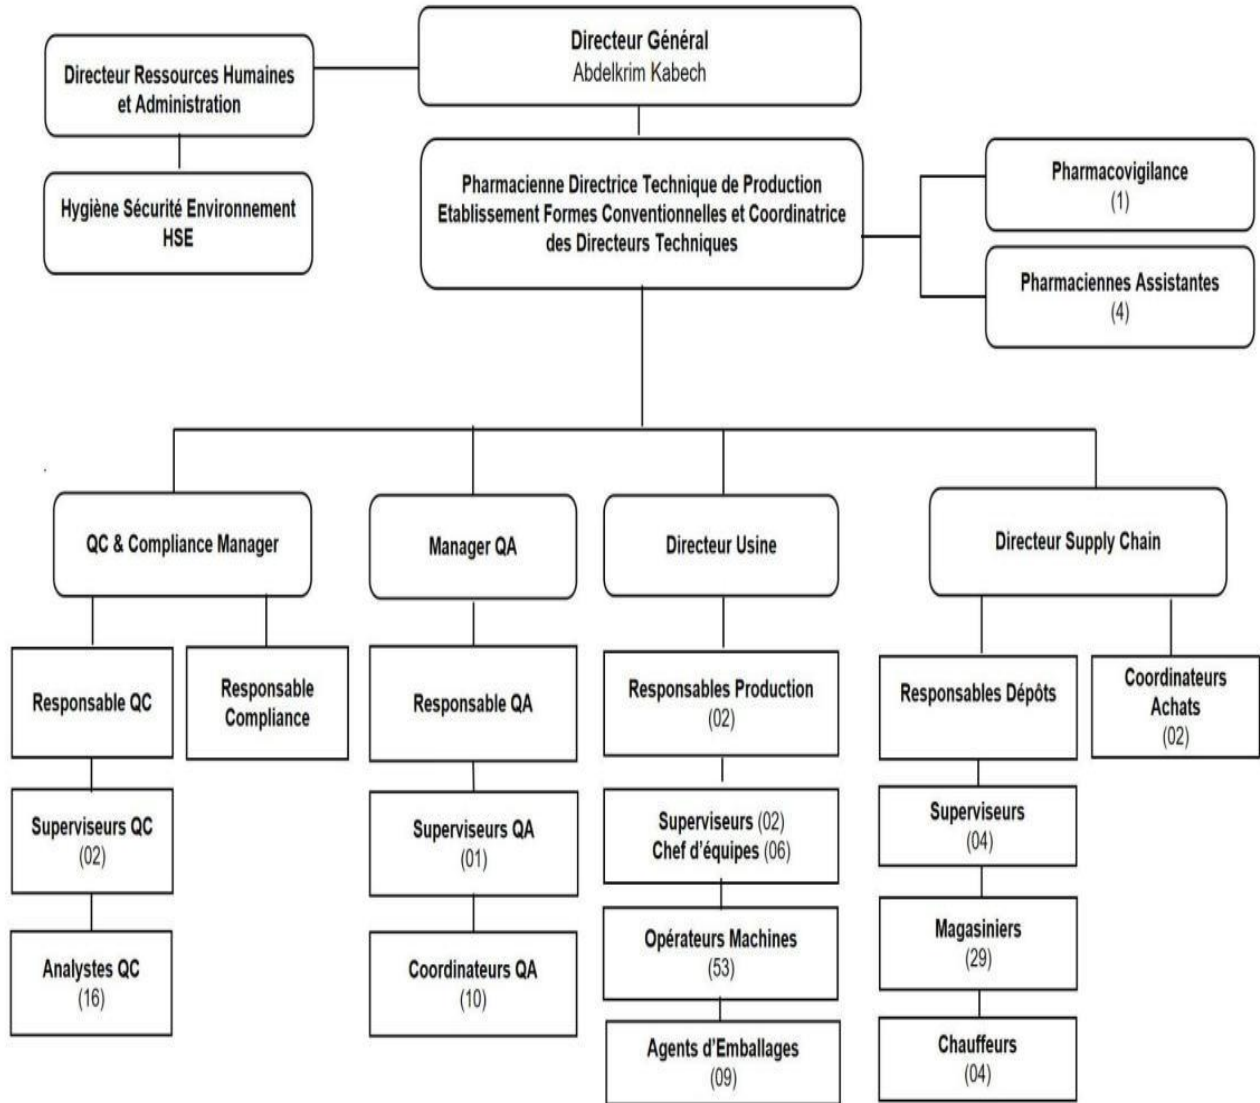 Directeur Général
Abdelkrim Kabech
Directeur Ressources Humaines
et Administration
Hygiène Sécurité Environnement
HSE
Pharmacienne Directrice Technique de Production
Etablissement Formes Conventionnelles et Coordinatrice
des Directeurs Techniques
Pharmacovigilance
(1)
Pharmaciennes Assistantes
(4)
QC & Compliance Manager
Manager QA
Directeur Usine
Directeur Supply Chain
Responsable QC
Responsable
Compliance
Responsable QA
Responsables Production
(02)
Responsables Dépôts
Coordinateurs
Achats
(02)
Superviseurs QC
(02)
Superviseurs QA
(01)
Superviseurs (02)
Chef d'équipes (06)
Superviseurs
(04)
Analystes QC
(16)
Coordinateurs QA
(10)
Opérateurs Machines
(53)
Magasiniers
(29)
Agents d'Emballages
(09)
Chauffeurs
(04)